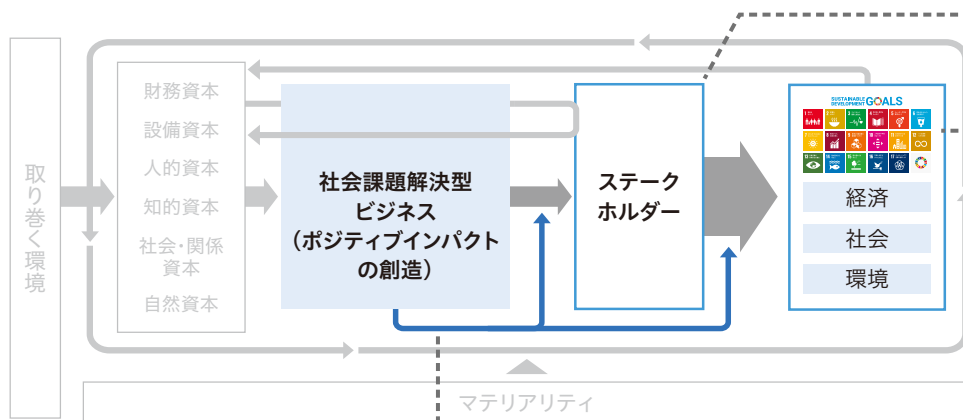 取り巻く環境
財務資本
設備資本
人的資本
知的資本
社会・関係
資本
自然資本
社会課題解決型
ビジネス
（ポジティブインパクト
の創造）
ステーク
ホルダー
SUSTAINABLE
DEVELOPMENT
GOALS
経済
社会
環境
マテリアリティ